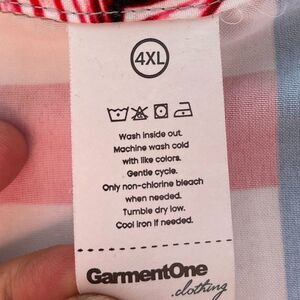 4XL
Wash inside out.
Machine wash cold
with like colors.
Gentle cycle.
Only non-chlorine bleach
when needed.
Tumble dry low.
Cool iron if needed.
GarmentOne
.clothing